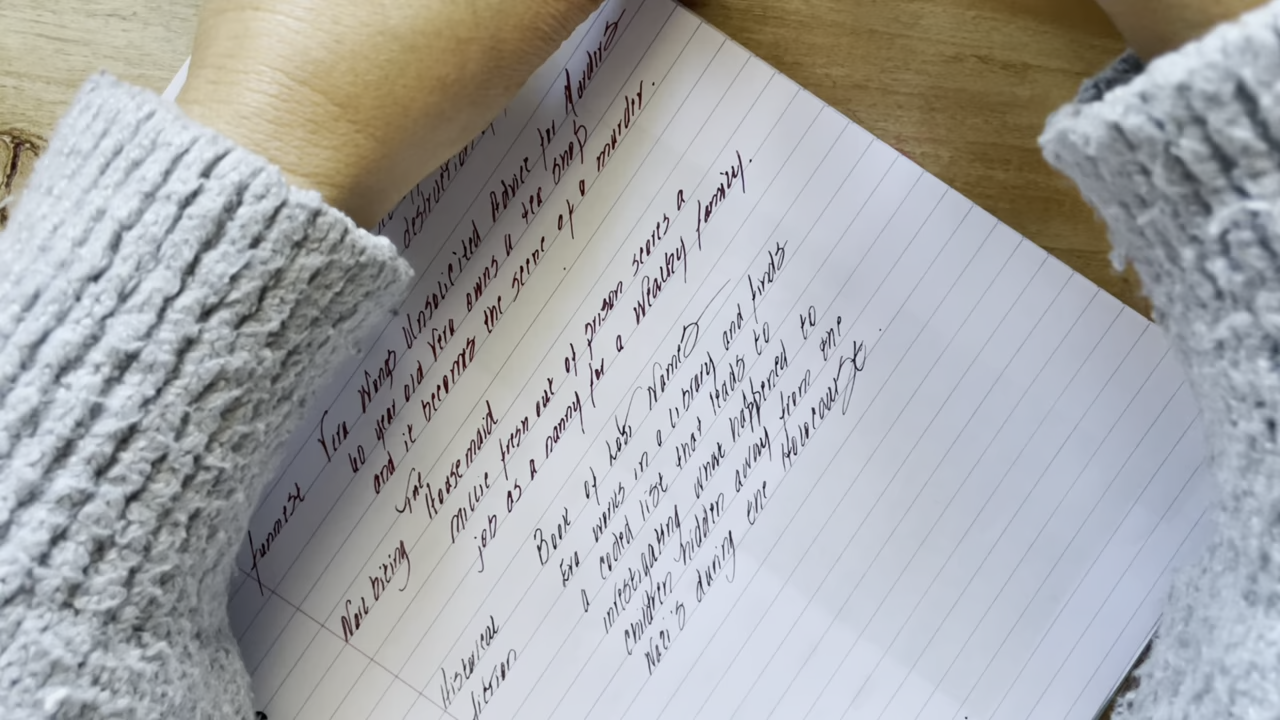 destruction
funniest
Vera Wongs Unsolicited Advice for Murders
60 year old Vera owns a tea shop
and it becomes the scene of a murder.
Nail biting
The Housemaid
Millie fresh out of prison scores a
job as a nanny for a wealthy family.
Historical
fiction
Book of Lost Names
Eva works in a library and finds
a coded list that leads to
investigating what happened to
children hidden away from the
Nazi's during the Holocaust.